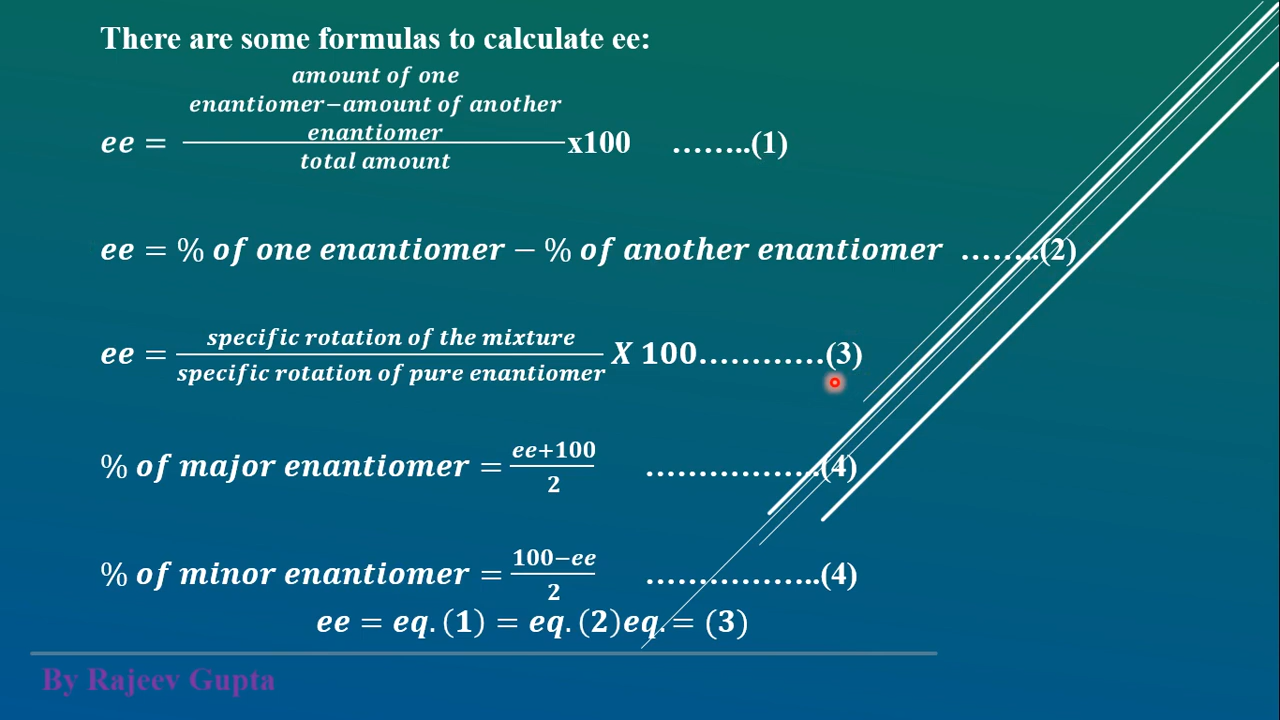 There are some formulas to calculate ee:
amount of one
enantiomer−amount of another
enantiomer
ee = x100 ……..(1)
total amount
ee = % of one enantiomer − % of another enantiomer ……..(2)
specific rotation of the mixture
ee = X 100…………(3)
specific rotation of pure enantiomer
ee+100
% of major enantiomer = ……………..(4)
2
100−ee
% of minor enantiomer = ……………..(4)
2
ee = eq. (1) = eq. (2)eq. = (3)
By Rajeev Gupta